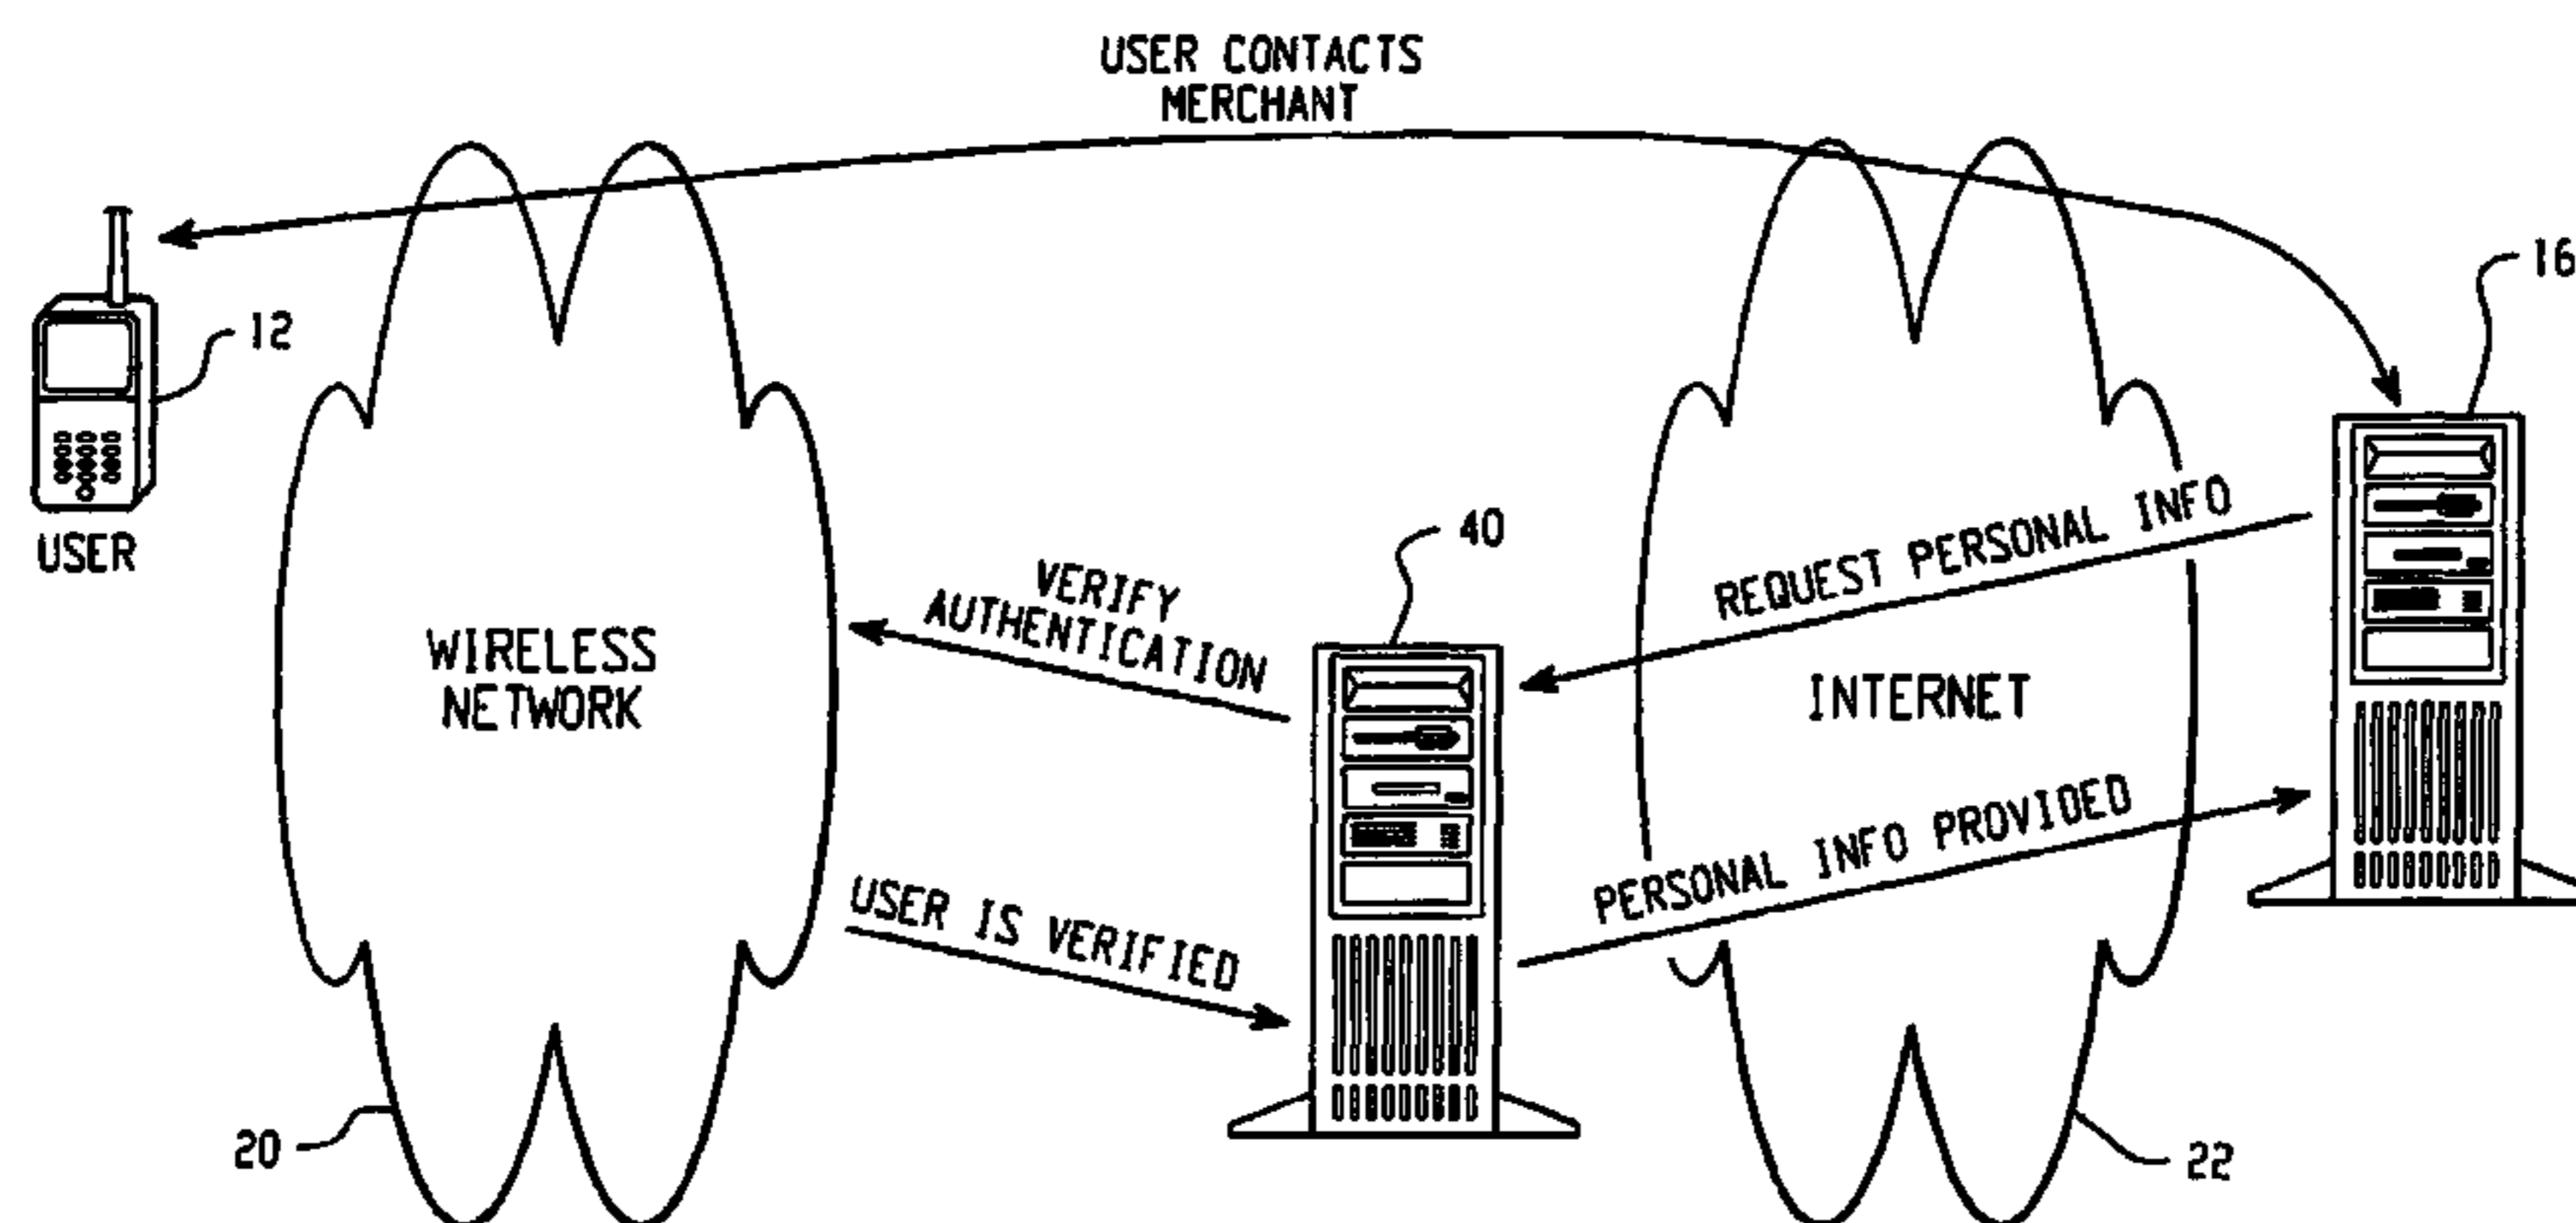 USER CONTACTS
MERCHANT
16
12
USER
40
REQUEST PERSONAL INFO
VERIFY
AUTHENTICATION
WIRELESS
NETWORK
INTERNET
PERSONAL INFO PROVIDED
USER IS VERIFIED
20
22